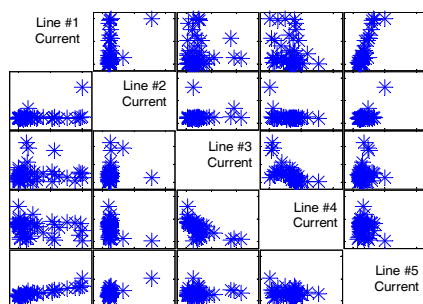 Line #1
Current
Line #2
Current
Line #3
Current
Line #4
Current
Line #5
Current